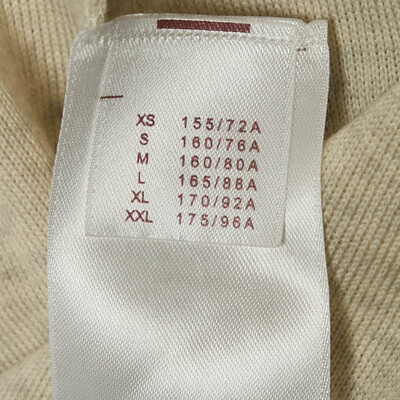 XS 155/72A
S 160/76A
M 160/80A
L 165/88A
XL 170/92A
XXL 175/96A